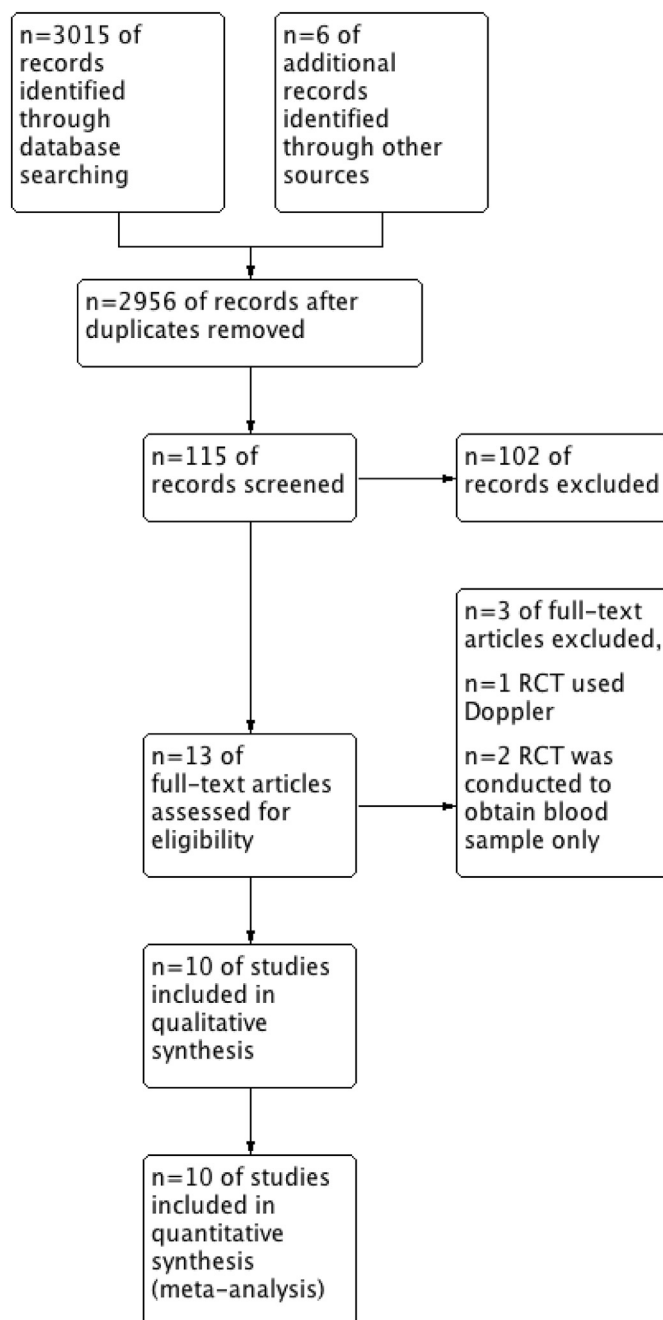 n=3015 of
records
identified
through
database
searching
n=6 of
additional
records
identified
through other
sources
n=2956 of records after
duplicates removed
n=115 of
records screened
n=102 of
records excluded
n=3 of full-text
articles excluded,
n=1 RCT used
Doppler
n=2 RCT was
conducted to
obtain blood
sample only
n=13 of
full-text articles
assessed for
eligibility
n=10 of studies
included in
qualitative
synthesis
n=10 of studies
included in
quantitative
synthesis
(meta-analysis)